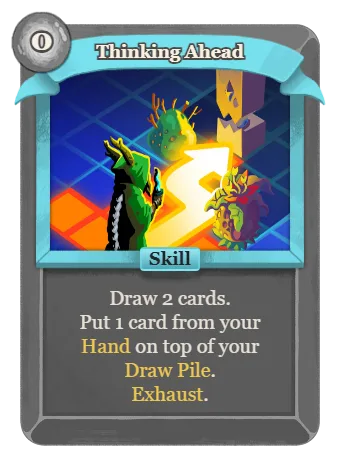 0
Thinking Ahead
Skill
Draw 2 cards.
Put 1 card from your
Hand on top of your
Draw Pile.
Exhaust.